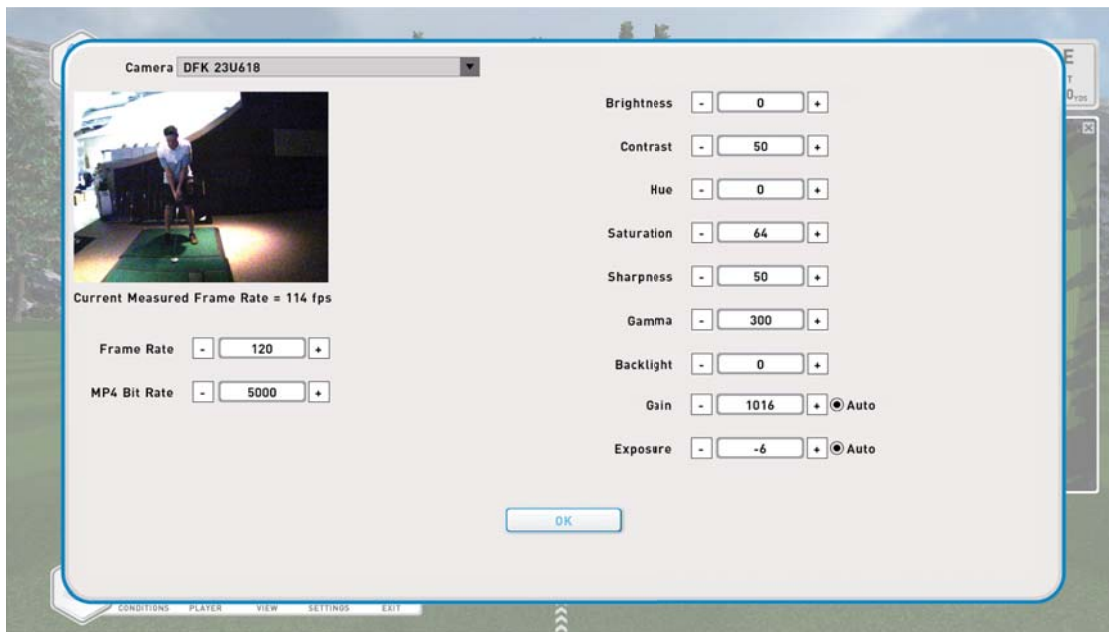 Camera DFK 23U618
Current Measured Frame Rate = 114 fps
Frame Rate - 120 +
MP4 Bit Rate - 5000 +
Brightness - 0 +
Contrast - 50 +
Hue - 0 +
Saturation - 64 +
Sharpness - 50 +
Gamma - 300 +
Backlight - 0 +
Gain - 1016 + Auto
Exposure - -6 + Auto
OK
E
T
0 YDS
CONDITIONS PLAYER VIEW SETTINGS EXIT